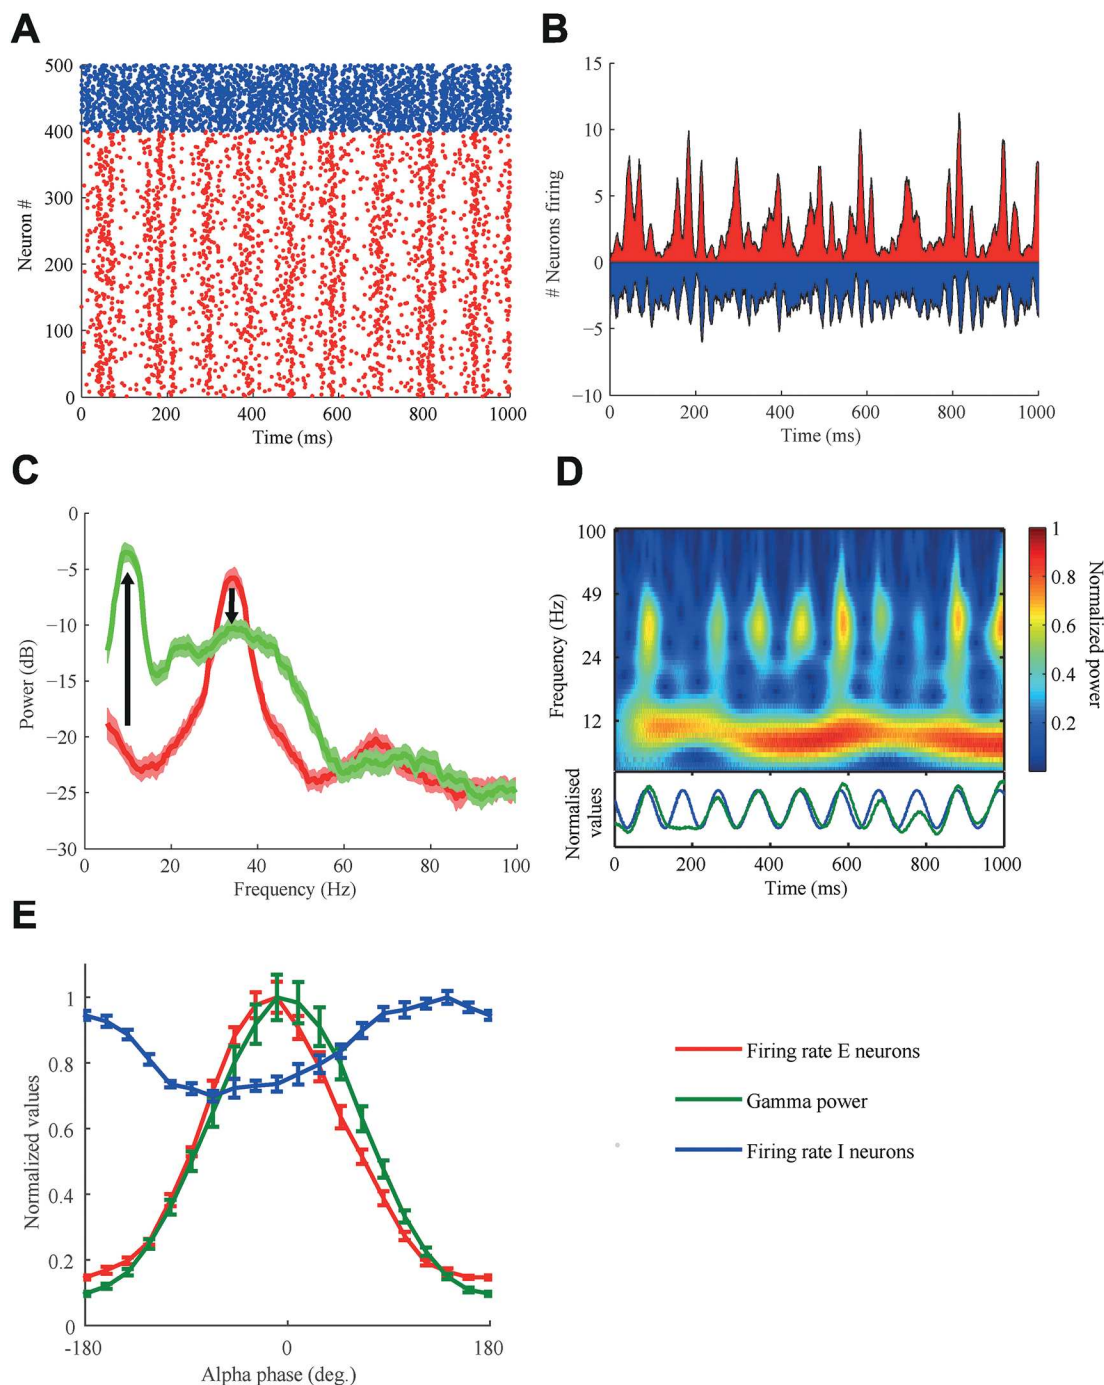 A
500
400
300
200
100
0
Neuron #
0 200 400 600 800 1000
Time (ms)
B
15
10
5
0
−5
−10
# Neurons firing
0 200 400 600 800 1000
Time (ms)
C
0
−5
−10
−15
−20
−25
−30
Power (dB)
0 20 40 60 80 100
Frequency (Hz)
D
100
49
24
12
Frequency (Hz)
1
0.8
0.6
0.4
0.2
Normalized power
Normalised
values
0 200 400 600 800 1000
Time (ms)
E
1
0.8
0.6
0.4
0.2
0
Normalized values
-180 0 180
Alpha phase (deg.)
Firing rate E neurons
Gamma power
Firing rate I neurons